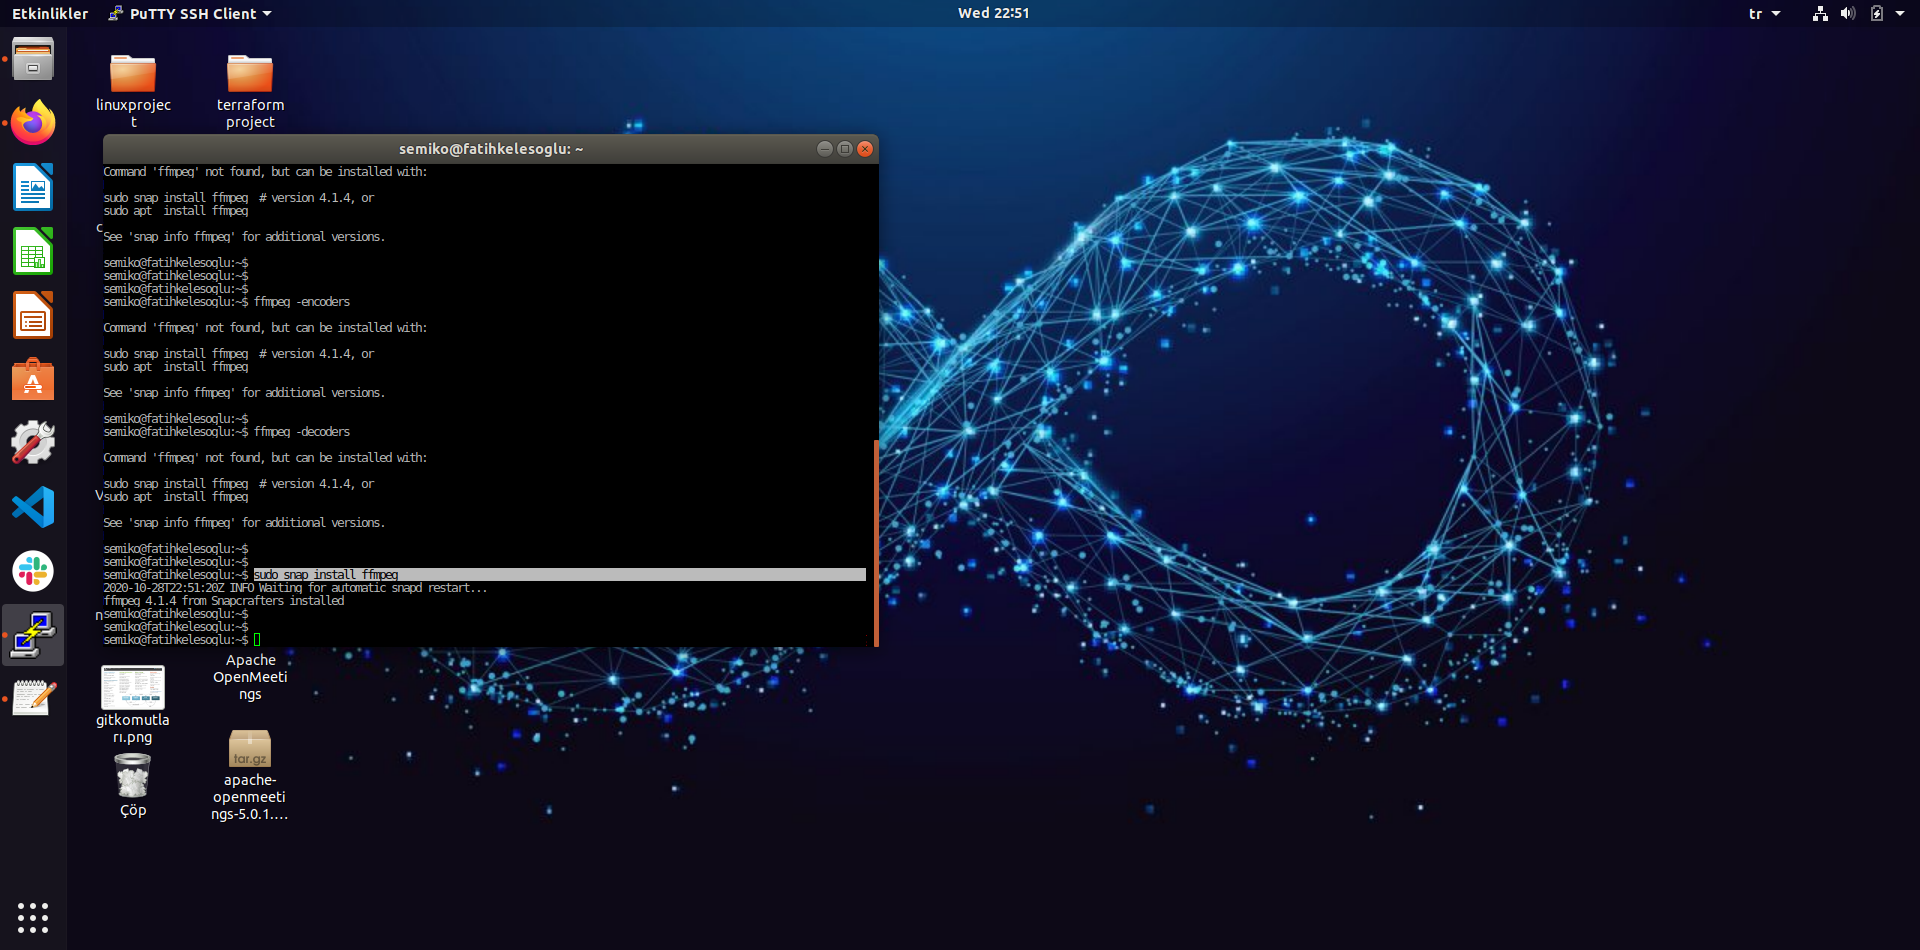 Etkinlikler
PuTTY SSH Client
Wed 22:51
tr
linuxprojec
t
terraform
project
semiko@fatihkelesoglu: ~
Command 'ffmpeg' not found, but can be installed with:
sudo snap install ffmpeg  # version 4.1.4, or
sudo apt  install ffmpeg
See 'snap info ffmpeg' for additional versions.
semiko@fatihkelesoglu:~$
semiko@fatihkelesoglu:~$
semiko@fatihkelesoglu:~$
semiko@fatihkelesoglu:~$ ffmpeg -encoders
Command 'ffmpeg' not found, but can be installed with:
sudo snap install ffmpeg  # version 4.1.4, or
sudo apt  install ffmpeg
See 'snap info ffmpeg' for additional versions.
semiko@fatihkelesoglu:~$
semiko@fatihkelesoglu:~$ ffmpeg -decoders
Command 'ffmpeg' not found, but can be installed with:
sudo snap install ffmpeg  # version 4.1.4, or
sudo apt  install ffmpeg
See 'snap info ffmpeg' for additional versions.
semiko@fatihkelesoglu:~$
semiko@fatihkelesoglu:~$
semiko@fatihkelesoglu:~$ sudo snap install ffmpeg
2020-10-28T22:51:20Z INFO Waiting for automatic snapd restart...
ffmpeg 4.1.4 from Snapcrafters installed
semiko@fatihkelesoglu:~$
semiko@fatihkelesoglu:~$
semiko@fatihkelesoglu:~$
Apache
OpenMeeti
ngs
gitkomutla
rı.png
tar.gz
Çöp
apache-
openmeeti
ngs-5.0.1....